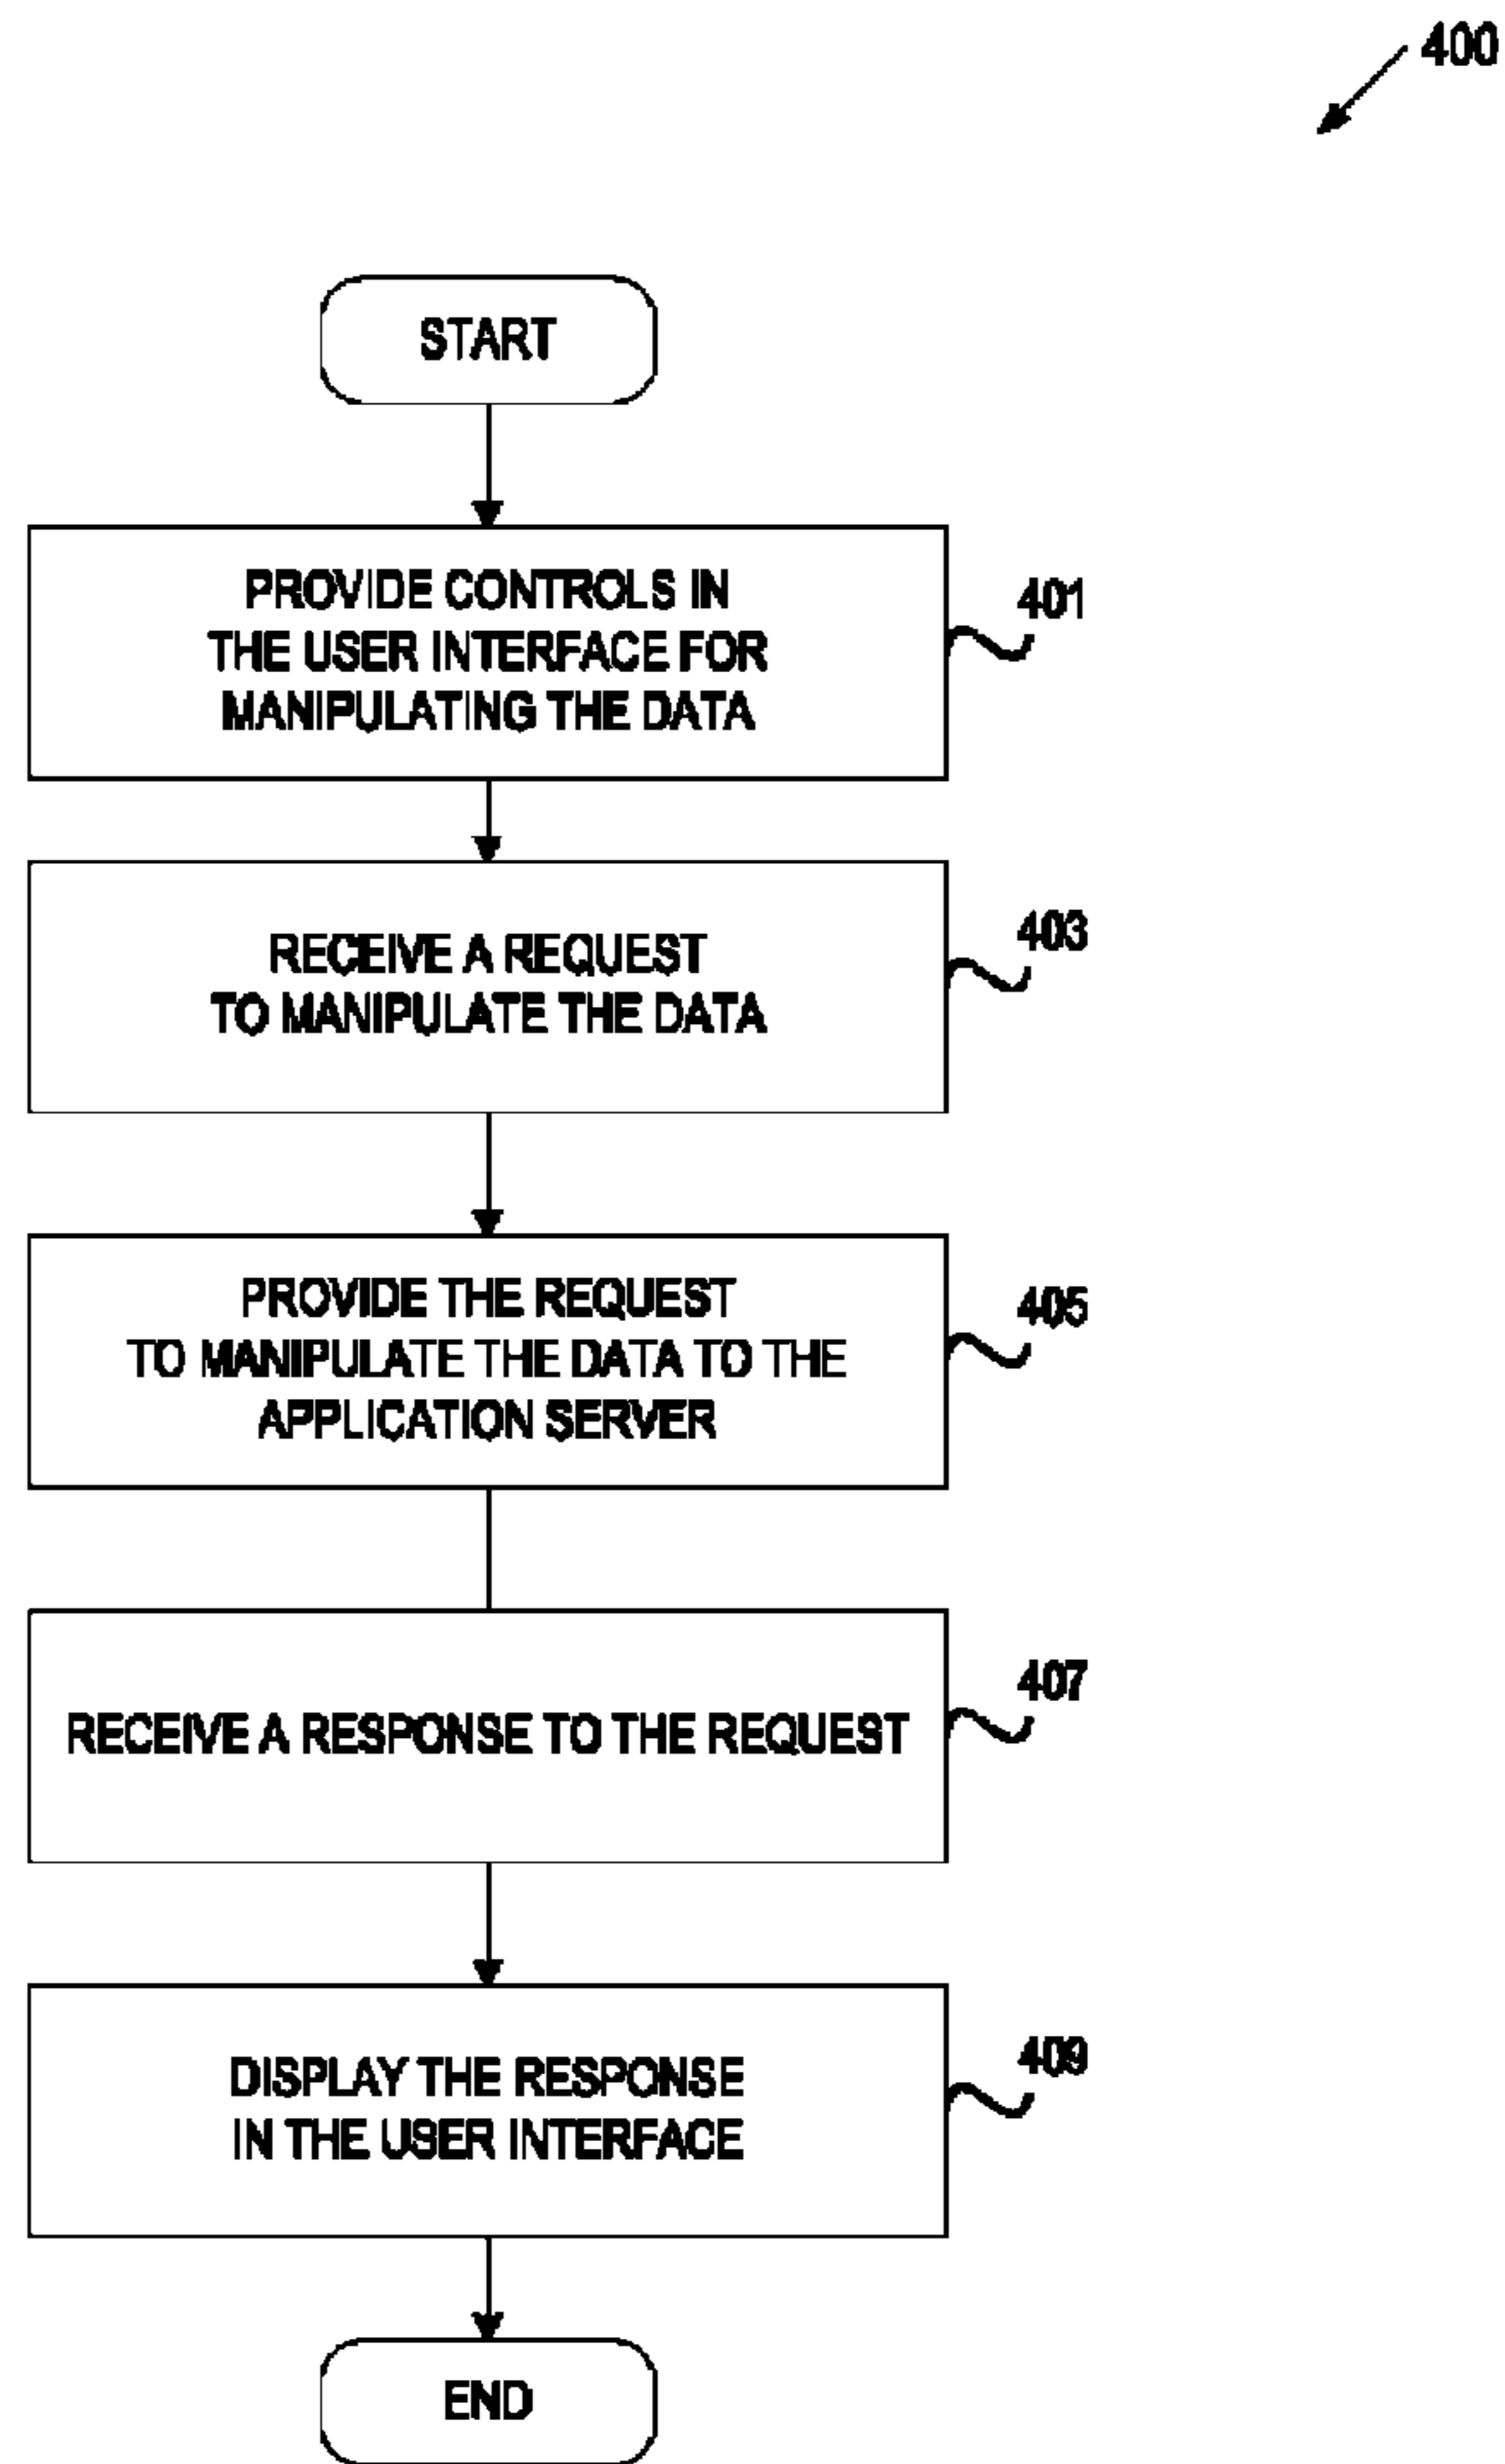 400
START
PROVIDE CONTROLS IN
THE USER INTERFACE FOR
MANIPULATING THE DATA
401
RECEIVE A REQUEST
TO MANIPULATE THE DATA
403
PROVIDE THE REQUEST
TO MANIPULATE THE DATA TO THE
APPLICATION SERVER
405
RECEIVE A RESPONSE TO THE REQUEST
407
DISPLAY THE RESPONSE
IN THE USER INTERFACE
409
END